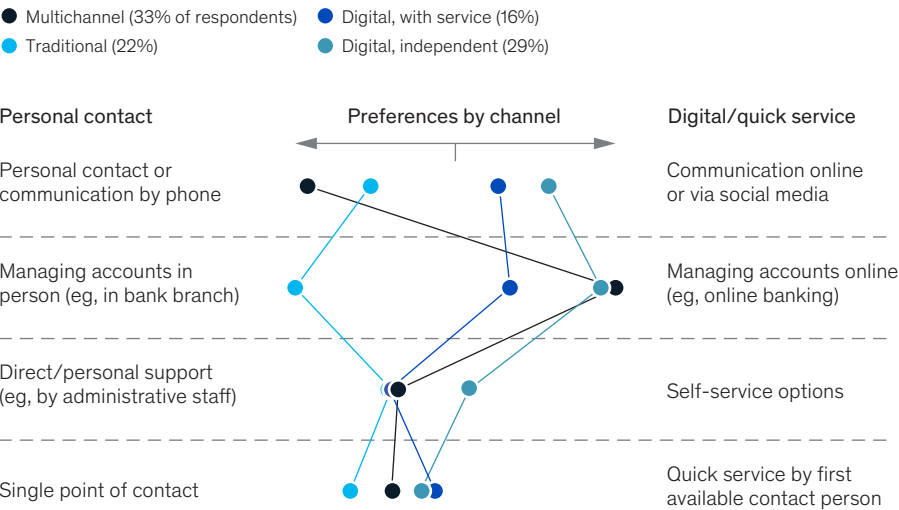 Multichannel (33% of respondents)
Digital, with service (16%)
Traditional (22%)
Digital, independent (29%)
Personal contact
Preferences by channel
Digital/quick service
Personal contact or
communication by phone
Communication online
or via social media
Managing accounts in
person (eg, in bank branch)
Managing accounts online
(eg, online banking)
Direct/personal support
(eg, by administrative staff)
Self-service options
Single point of contact
Quick service by first
available contact person